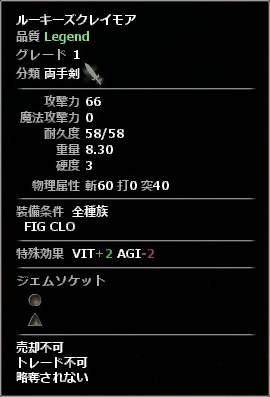 ルーキーズクレイモア
品質 Legend
グレード 1
分類 両手剣
攻撃力 66
魔法攻撃力 0
耐久度 58/58
重量 8.30
硬度 3
物理属性 斬60 打0 突40
装備条件 全種族
FIG CLO
特殊効果 VIT+2 AGI-2
ジェムソケット
売却不可
トレード不可
略奪されない